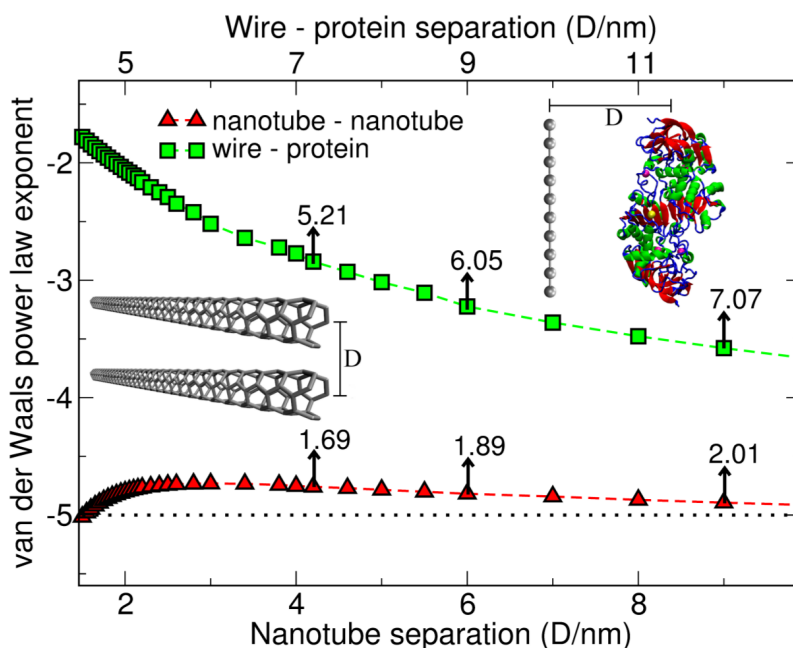 Wire - protein separation (D/nm)
5 7 9 11
nanotube - nanotube
wire - protein
D
van der Waals power law exponent
-2
-3
-4
-5
5.21
6.05
7.07
D
1.69
1.89
2.01
2 4 6 8
Nanotube separation (D/nm)